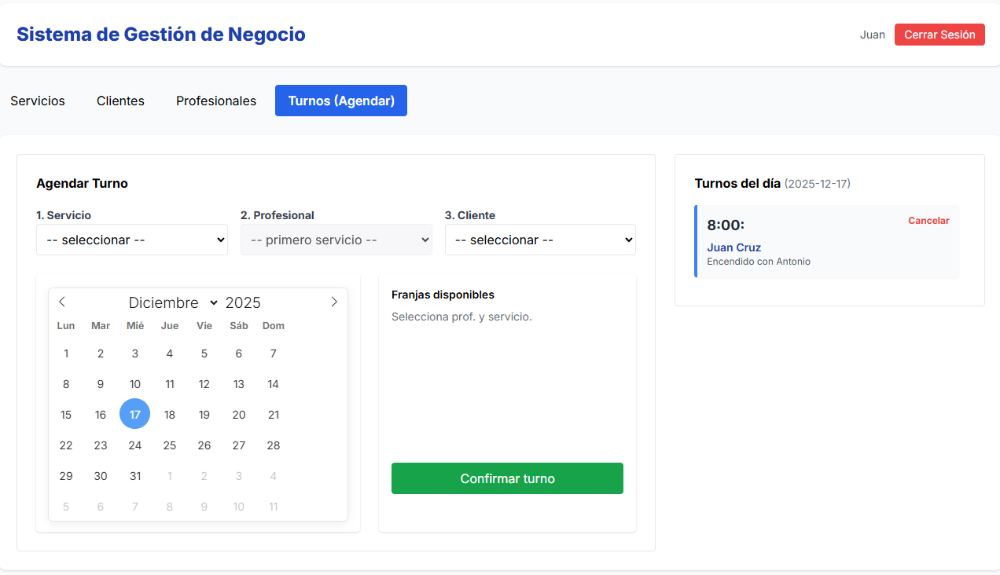 Sistema de Gestión de Negocio
Juan
Cerrar Sesión
Servicios Clientes Profesionales Turnos (Agendar)
Agendar Turno
1. Servicio
-- seleccionar --
2. Profesional
-- primero servicio --
3. Cliente
-- seleccionar --
Diciembre 2025
Lun Mar Mié Jue Vie Sáb Dom
1 2 3 4 5 6 7
8 9 10 11 12 13 14
15 16 17 18 19 20 21
22 23 24 25 26 27 28
29 30 31 1 2 3 4
5 6 7 8 9 10 11
Franjas disponibles
Selecciona prof. y servicio.
Confirmar turno
Turnos del día (2025-12-17)
8:00:
Cancelar
Juan Cruz
Encendido con Antonio